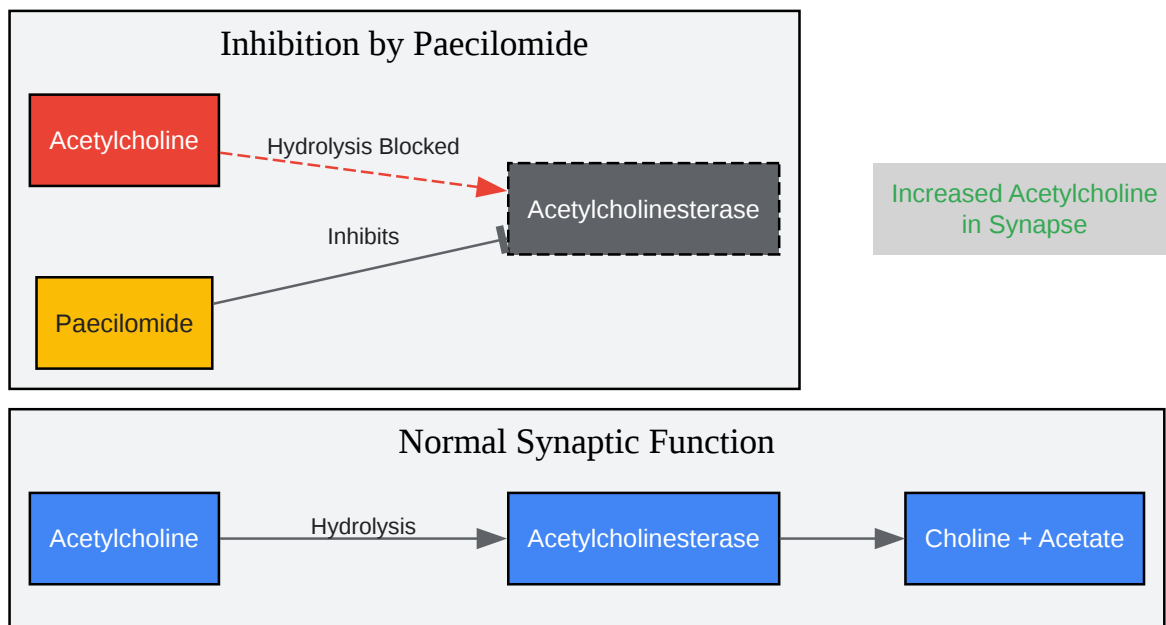 Inhibition by Paecilomide
Acetylcholine
Hydrolysis Blocked
Acetylcholinesterase
Inhibits
Paecilomide
Increased Acetylcholine
in Synapse
Normal Synaptic Function
Acetylcholine
Hydrolysis
Acetylcholinesterase
Choline + Acetate